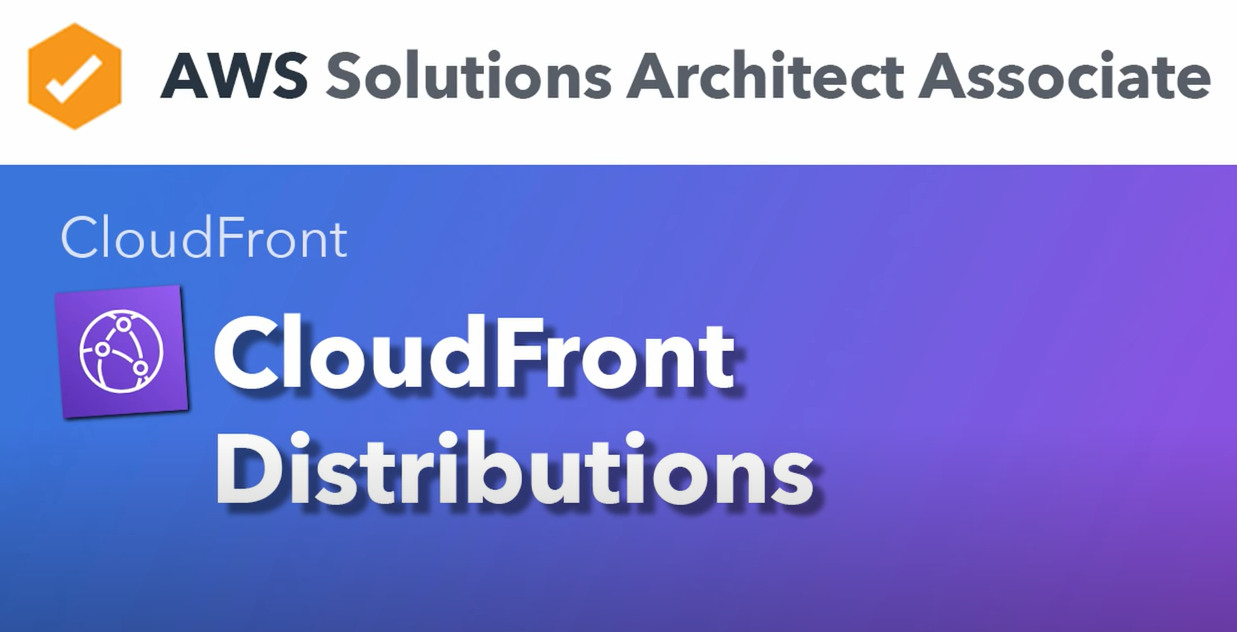 AWS Solutions Architect Associate
CloudFront
CloudFront
Distributions